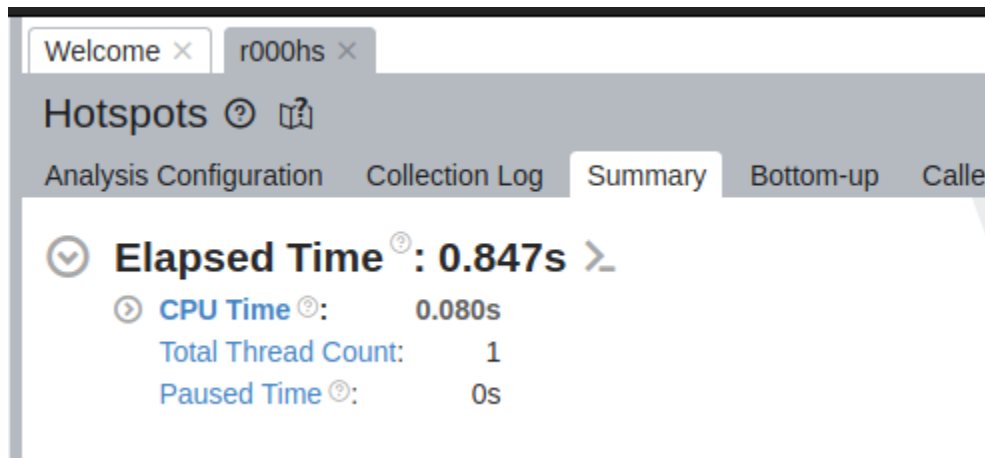 Welcome × r000hs ×
Hotspots ? ?
Analysis Configuration Collection Log Summary Bottom-up Calle
Elapsed Time ?: 0.847s
CPU Time ?: 0.080s
Total Thread Count: 1
Paused Time ?: 0s